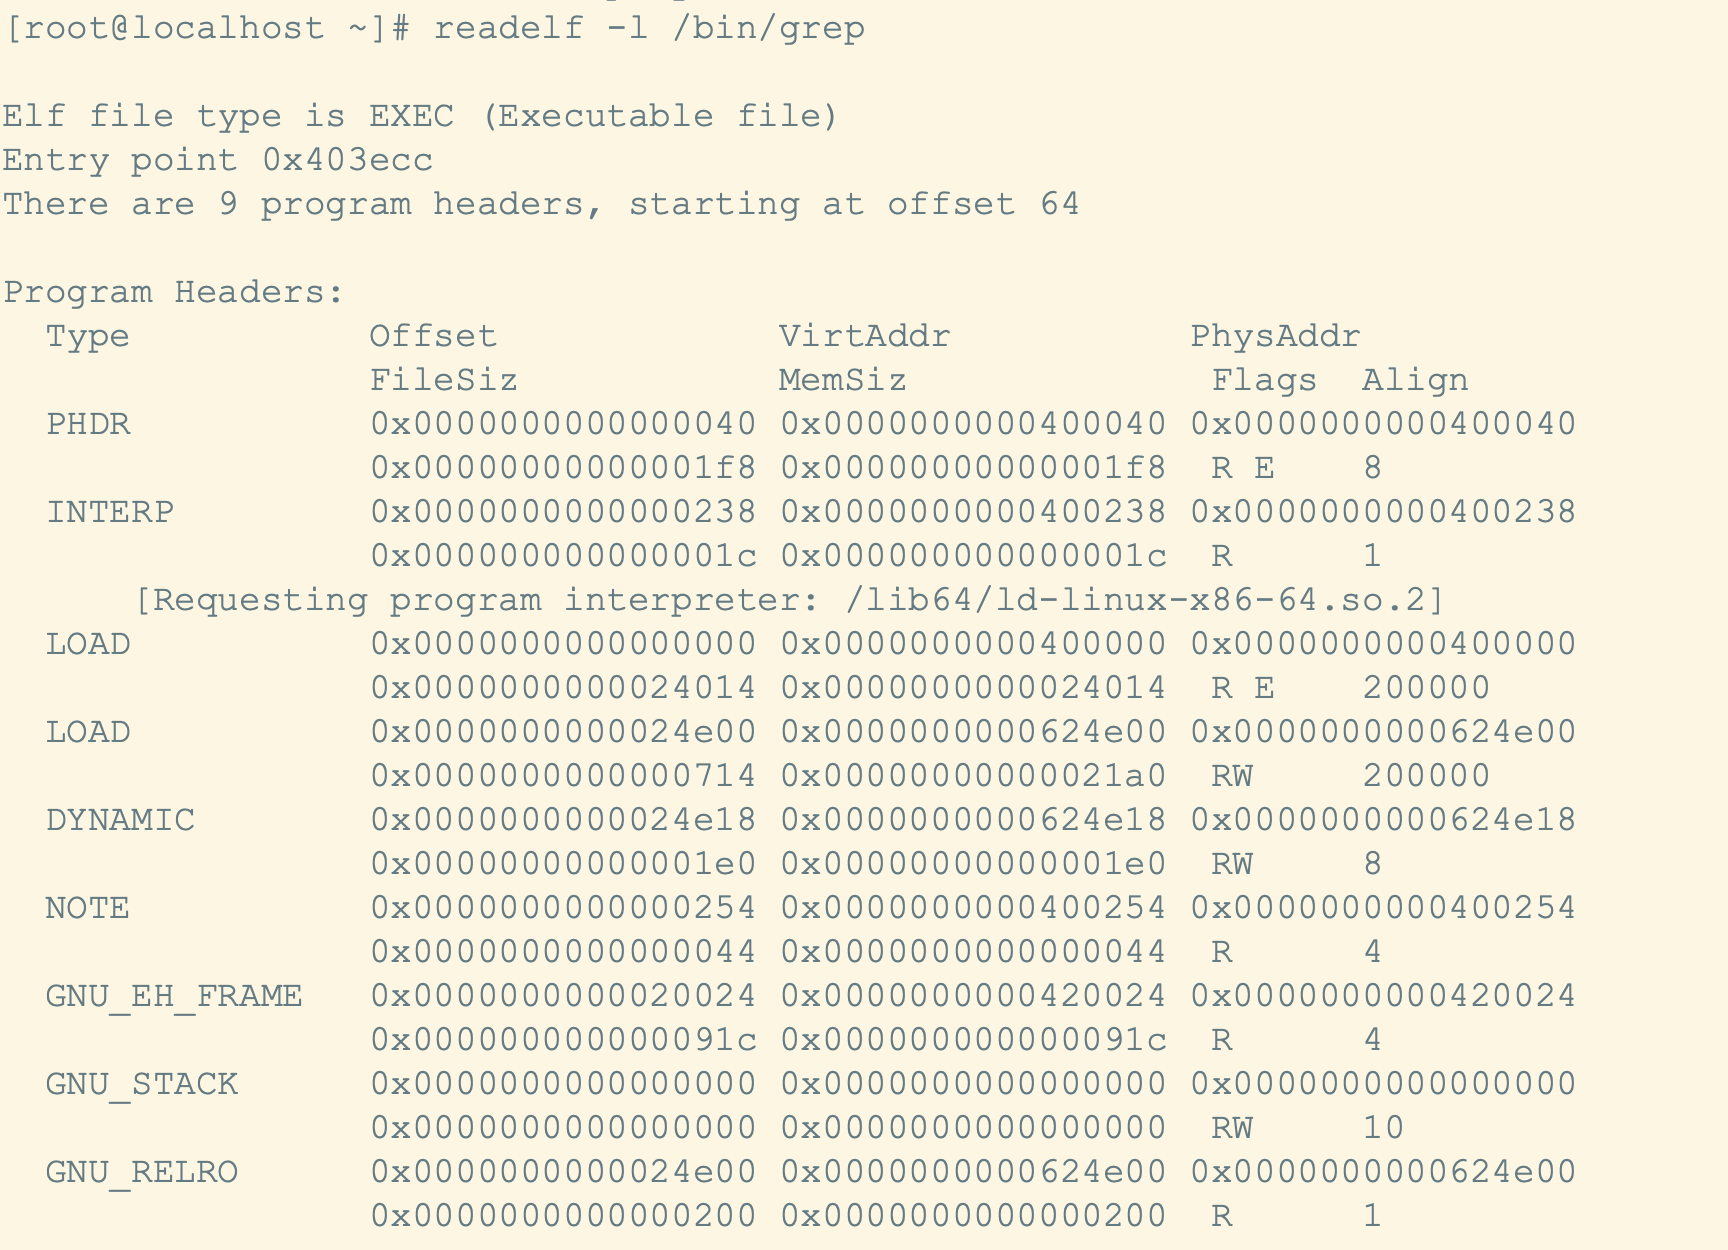 [root@localhost ~]# readelf -l /bin/grep
Elf file type is EXEC (Executable file)
Entry point 0x403ecc
There are 9 program headers, starting at offset 64
Program Headers:
  Type           Offset             VirtAddr           PhysAddr
                 FileSiz            MemSiz              Flags  Align
  PHDR           0x0000000000000040 0x0000000000400040 0x0000000000400040
                 0x00000000000001f8 0x00000000000001f8  R E    8
  INTERP         0x0000000000000238 0x0000000000400238 0x0000000000400238
                 0x000000000000001c 0x000000000000001c  R      1
      [Requesting program interpreter: /lib64/ld-linux-x86-64.so.2]
  LOAD           0x0000000000000000 0x0000000000400000 0x0000000000400000
                 0x0000000000024014 0x0000000000024014  R E    200000
  LOAD           0x0000000000024e00 0x0000000000624e00 0x0000000000624e00
                 0x0000000000000714 0x00000000000021a0  RW     200000
  DYNAMIC        0x0000000000024e18 0x0000000000624e18 0x0000000000624e18
                 0x00000000000001e0 0x00000000000001e0  RW     8
  NOTE           0x0000000000000254 0x0000000000400254 0x0000000000400254
                 0x0000000000000044 0x0000000000000044  R      4
  GNU_EH_FRAME   0x0000000000020024 0x0000000000420024 0x0000000000420024
                 0x000000000000091c 0x000000000000091c  R      4
  GNU_STACK      0x0000000000000000 0x0000000000000000 0x0000000000000000
                 0x0000000000000000 0x0000000000000000  RW     10
  GNU_RELRO      0x0000000000024e00 0x0000000000624e00 0x0000000000624e00
                 0x0000000000000200 0x0000000000000200  R      1